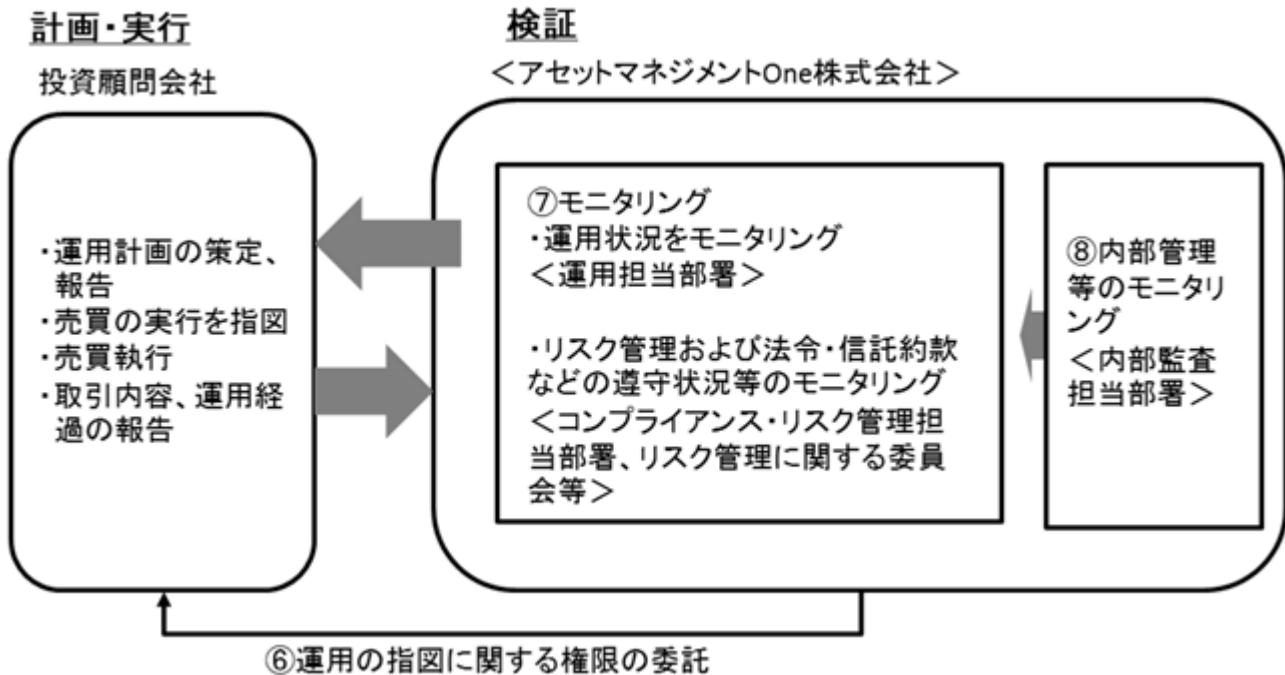 計画・実行
投資顧問会社
・運用計画の策定、
報告
・売買の実行を指図
・売買執行
・取引内容、運用経
過の報告
検証
＜アセットマネジメントOne株式会社＞
⑦モニタリング
・運用状況をモニタリング
＜運用担当部署＞
・リスク管理および法令・信託約款
などの遵守状況等のモニタリング
＜コンプライアンス・リスク管理担
当部署、リスク管理に関する委員
会等＞
⑧内部管理
等のモニタリ
ング
＜内部監査
担当部署＞
⑥運用の指図に関する権限の委託